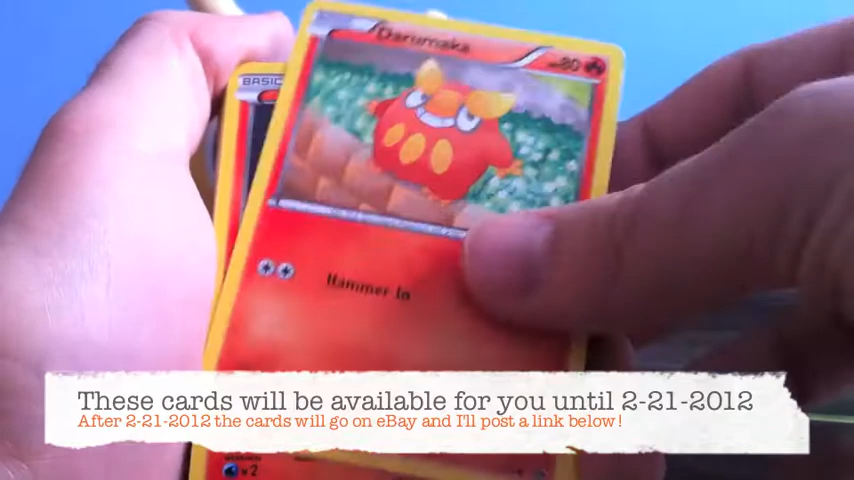 Darumaka
80
BASIC
Hammer In
These cards will be available for you until 2-21-2012
After 2-21-2012 the cards will go on eBay and I'll post a link below!
x2